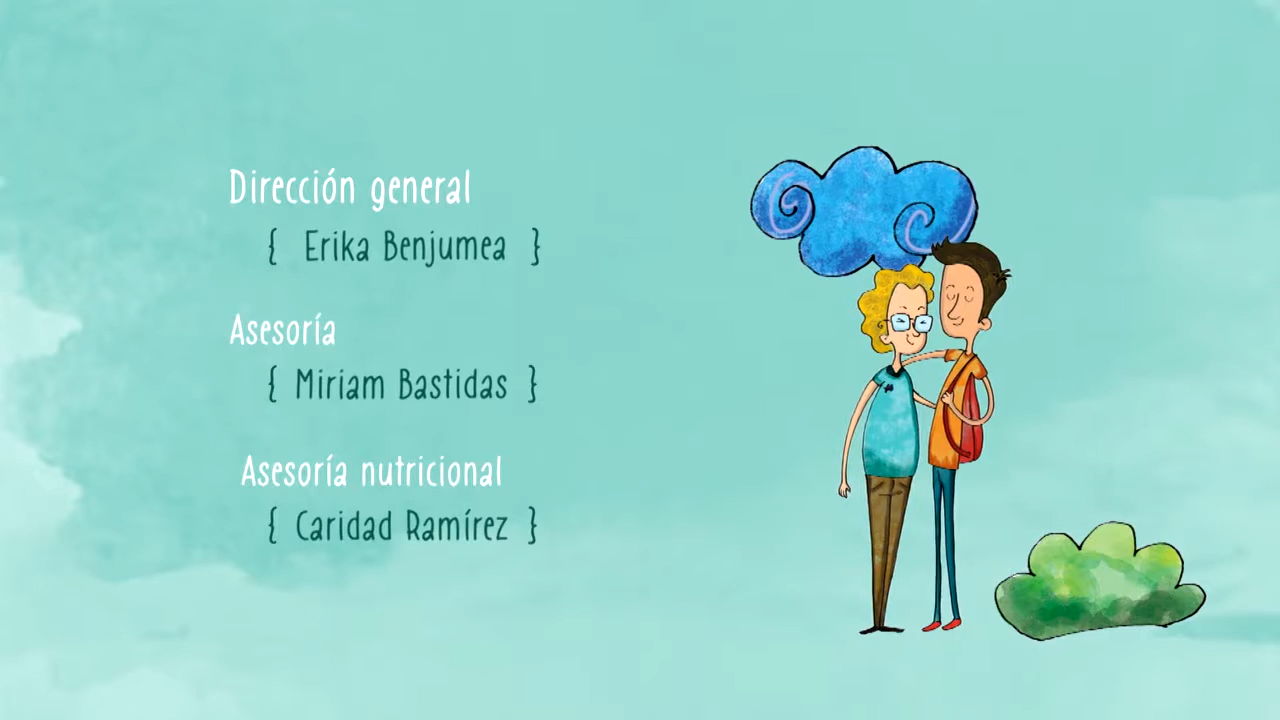 Dirección general
{ Erika Benjumea }
Asesoría
{ Miriam Bastidas }
Asesoría nutricional
{ Caridad Ramírez }